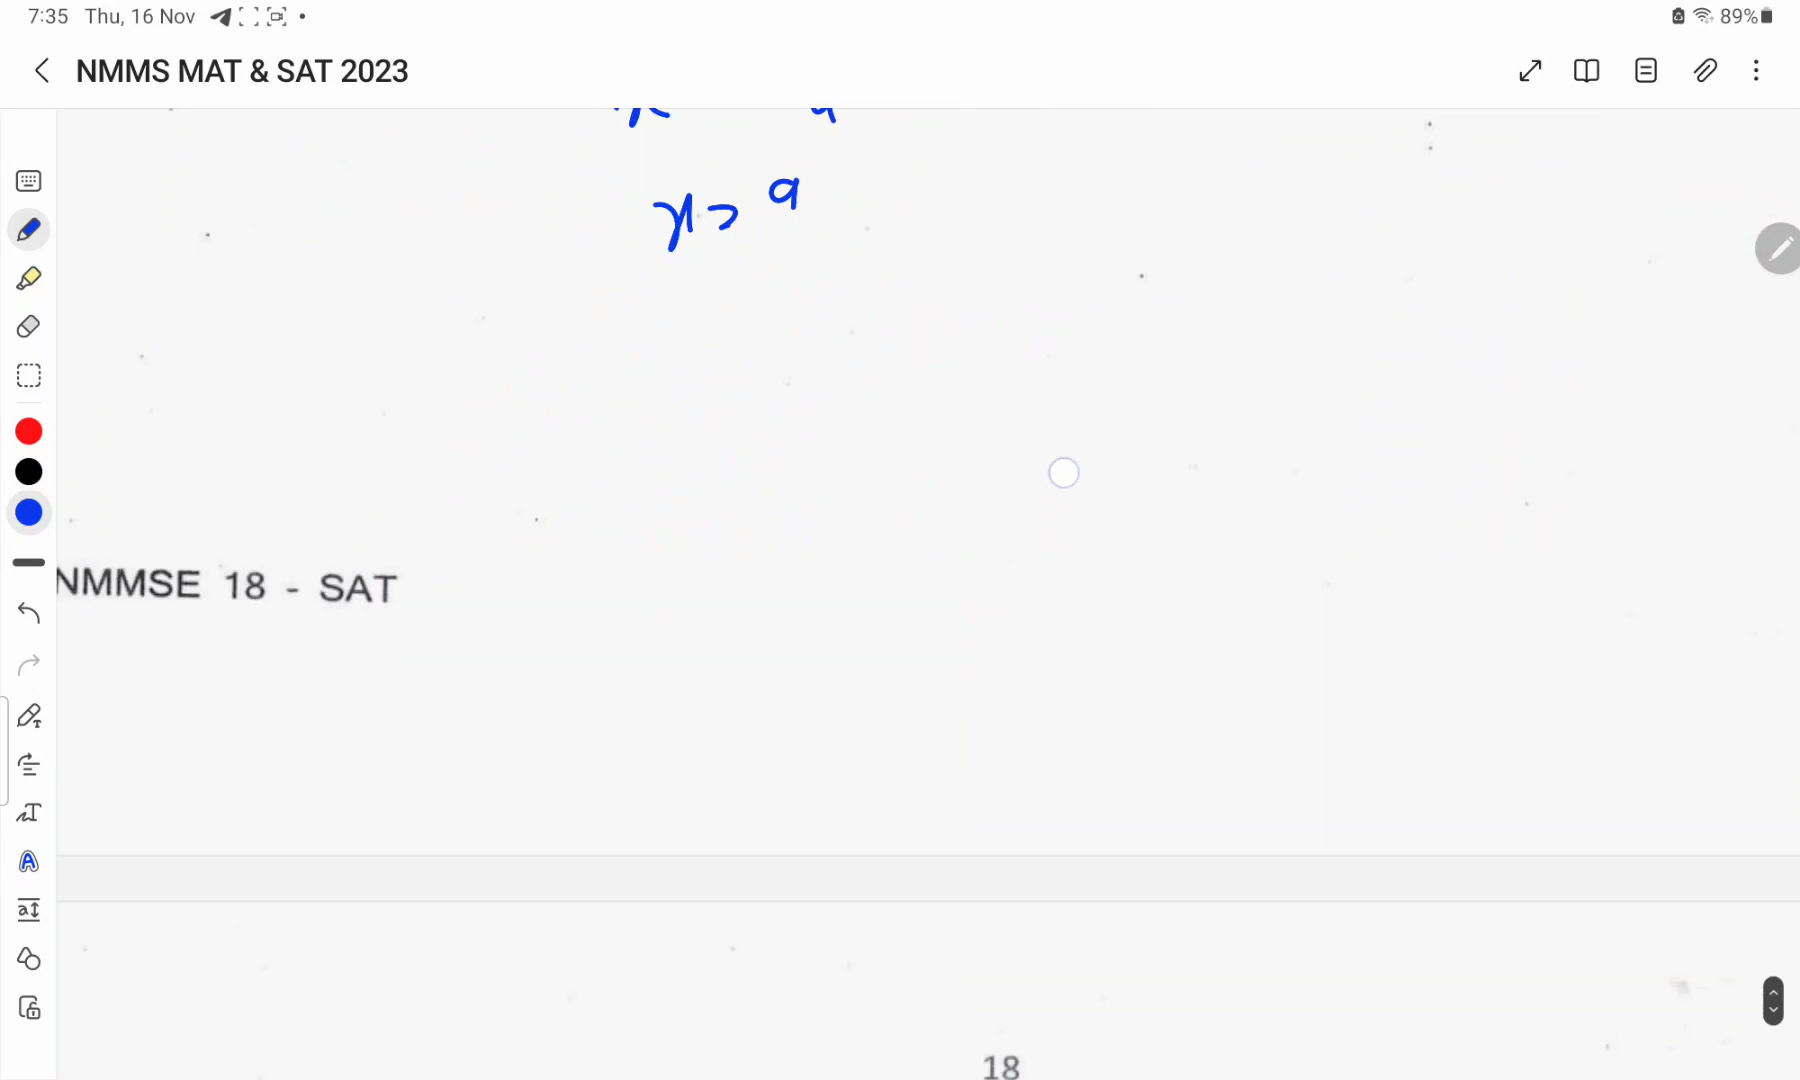 7:35 Thu, 16 Nov 89%
NMMS MAT & SAT 2023
x = 9
NMMSE 18 - SAT
18